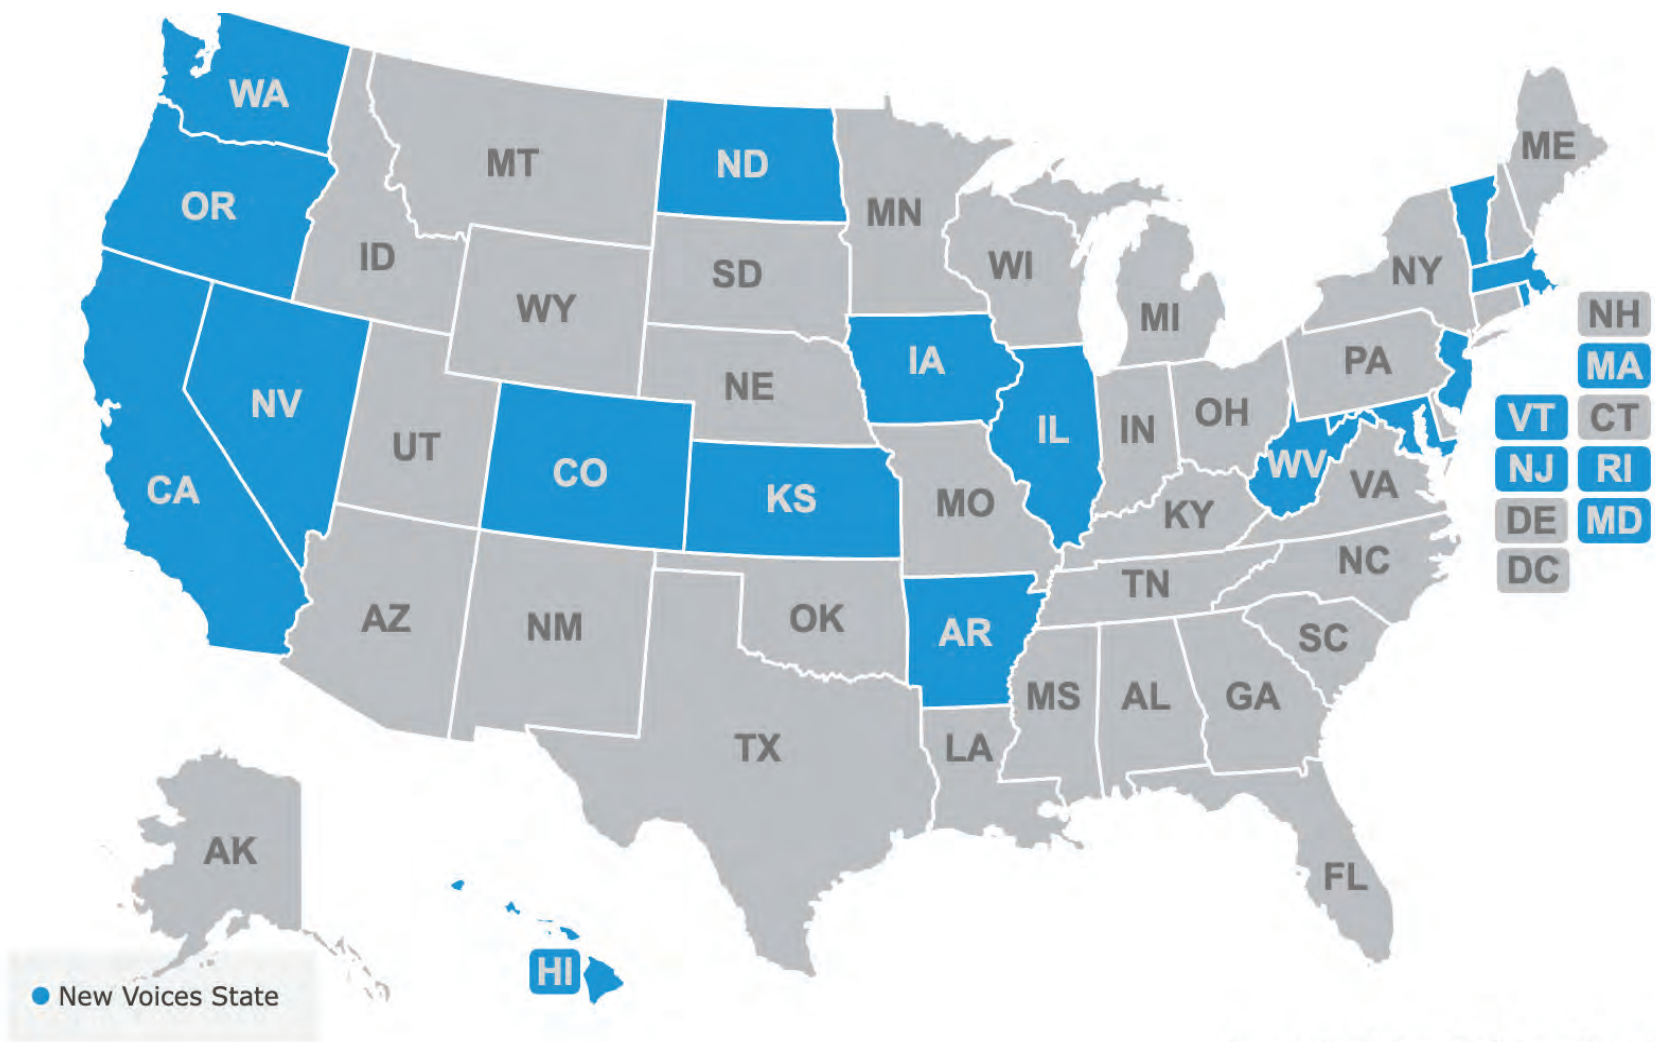 WA
MT
ND
ME
OR
MN
ID
SD
WI
NY
WY
MI
NH
IA
PA
MA
NE
NV
OH
VT
CT
UT
CO
IL
IN
CA
KS
MO
WV
VA
NJ
RI
KY
DE
MD
NC
DC
TN
AZ
NM
OK
AR
SC
MS
AL
GA
TX
LA
AK
FL
HI
New Voices State